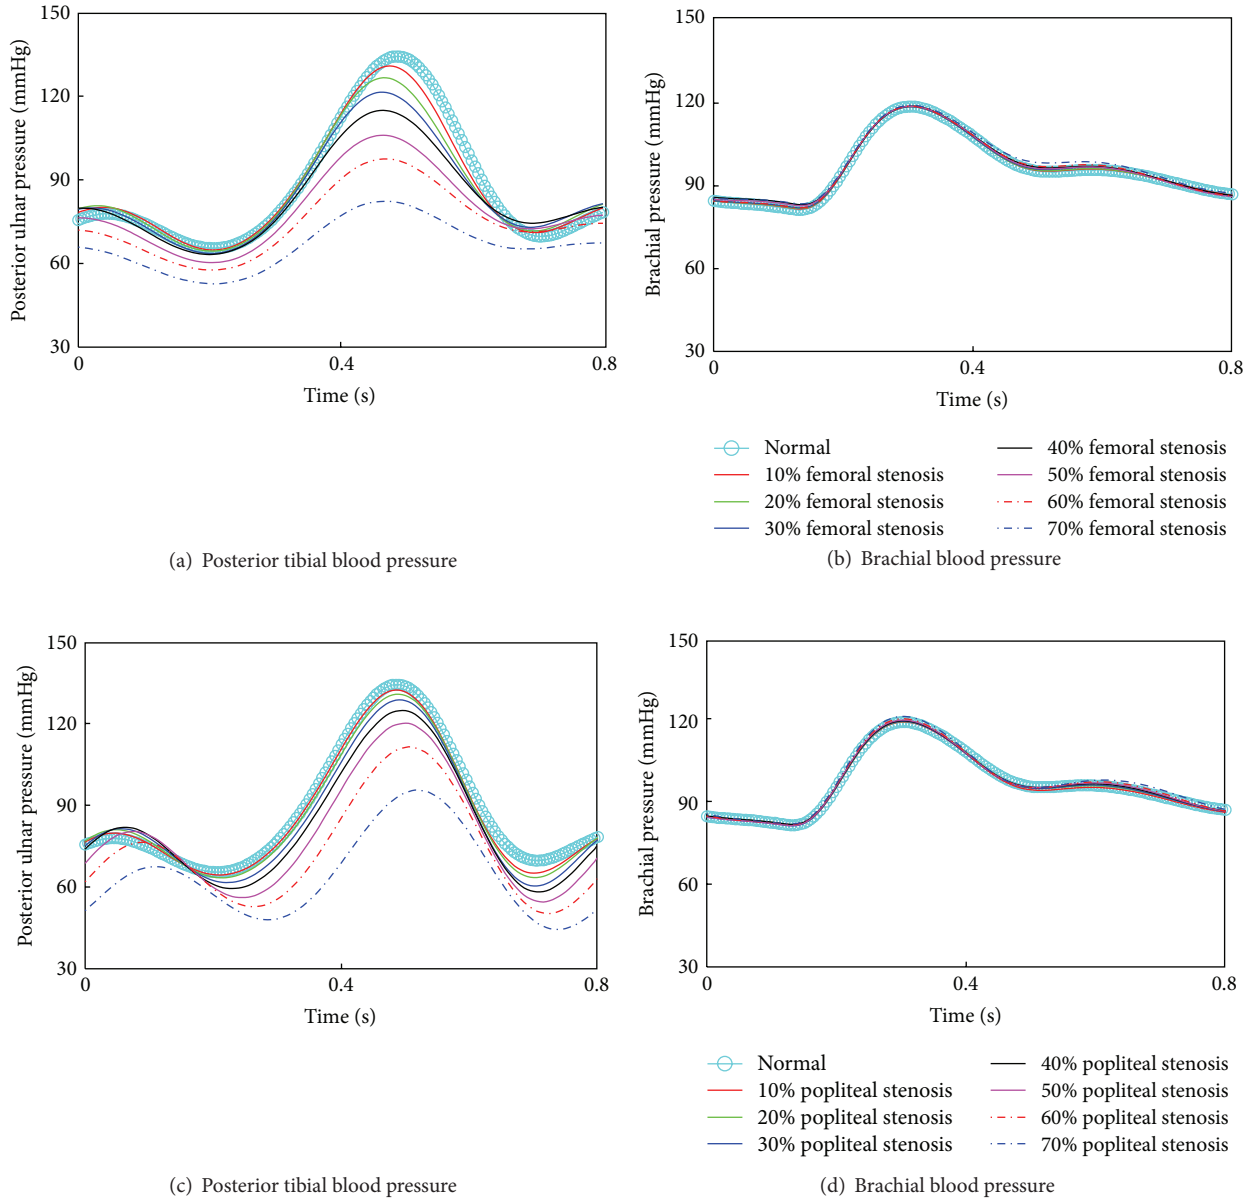 150
120
90
60
30
Posterior ulnar pressure (mmHg)
0
0.4
0.8
Time (s)
(a) Posterior tibial blood pressure
150
120
90
60
30
Brachial pressure (mmHg)
0
0.4
0.8
Time (s)
Normal
10% femoral stenosis
20% femoral stenosis
30% femoral stenosis
40% femoral stenosis
50% femoral stenosis
60% femoral stenosis
70% femoral stenosis
(b) Brachial blood pressure
150
120
90
60
30
Posterior ulnar pressure (mmHg)
0
0.4
0.8
Time (s)
(c) Posterior tibial blood pressure
150
120
90
60
30
Brachial pressure (mmHg)
0
0.4
0.8
Time (s)
Normal
10% popliteal stenosis
20% popliteal stenosis
30% popliteal stenosis
40% popliteal stenosis
50% popliteal stenosis
60% popliteal stenosis
70% popliteal stenosis
(d) Brachial blood pressure